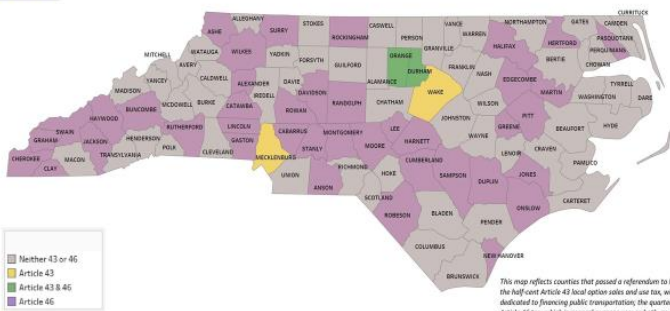 CURRITUCK
ALLEGHANY
ASHE
SURRY
STOKES
ROCKINGHAM
CASWELL
PERSON
VANCE
WARREN
GRANVILLE
NORTHAMPTON
GATES
CAMDEN
PASQUOTANK
PERQUIMANS
HERTFORD
CHOWAN
HALIFAX
BERTIE
WATAUGA
WILKES
YADKIN
FORSYTH
GUILFORD
ALAMANCE
ORANGE
DURHAM
FRANKLIN
NASH
EDGECOMBE
MARTIN
WASHINGTON
TYRRELL
DARE
MITCHELL
AVERY
YANCEY
CALDWELL
ALEXANDER
IREDELL
DAVIE
DAVIDSON
RANDOLPH
CHATHAM
WAKE
WILSON
PITT
BEAUFORT
HYDE
MADISON
BUNCOMBE
MCDOWELL
BURKE
CATAWBA
ROWAN
JOHNSTON
WAYNE
GREENE
HAYWOOD
SWAIN
GRAHAM
JACKSON
CHEROKEE
CLAY
MACON
TRANSYLVANIA
HENDERSON
POLK
RUTHERFORD
CLEVELAND
LINCOLN
GASTON
MECKLENBURG
CABARRUS
STANLY
MONTGOMERY
MOORE
LEE
HARNETT
LENOIR
CRAVEN
PAMLICO
UNION
ANSON
RICHMOND
HOKE
SCOTLAND
CUMBERLAND
SAMPSON
DUPLIN
JONES
ONSLOW
CARTERET
ROBESON
BLADEN
PENDER
COLUMBUS
NEW HANOVER
BRUNSWICK
Neither 43 or 46
Article 43
Article 43 & 46
Article 46
This map reflects counties that passed a referendum to
the half-cent Article 43 local option sales and use tax, w
dedicated to financing public transportation; the quarte